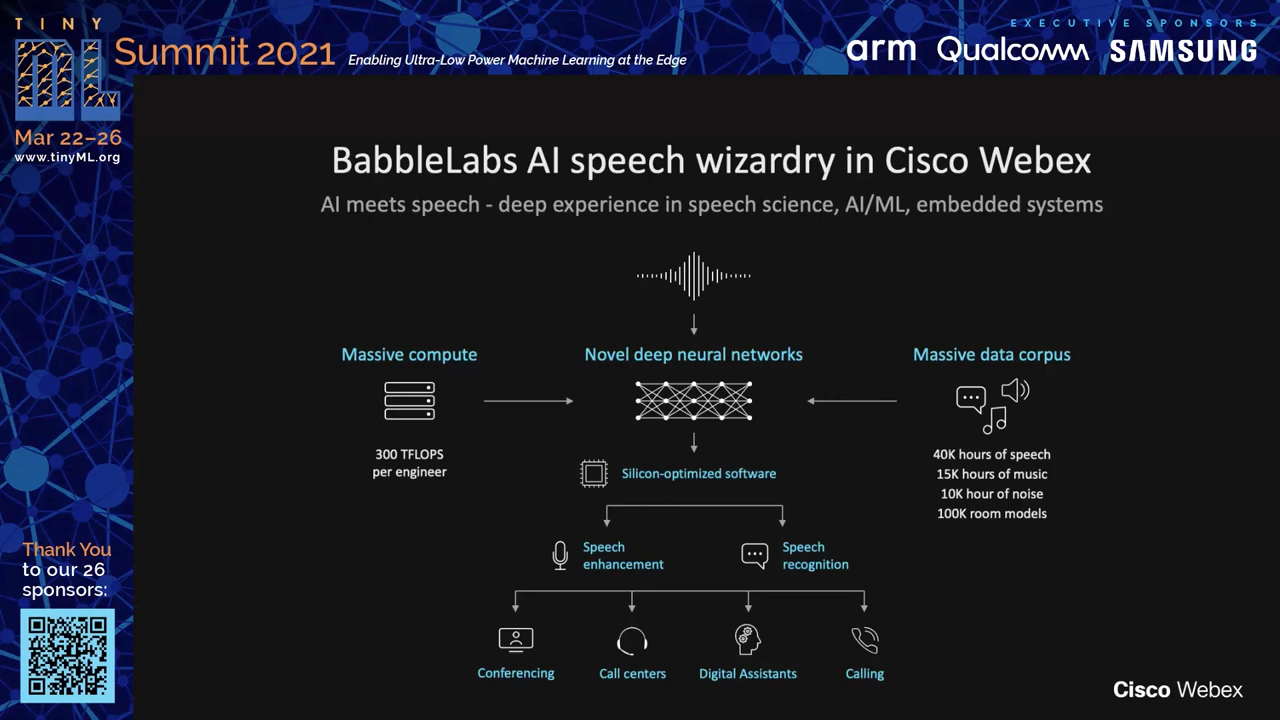 TINY
ML
Summit 2021
Enabling Ultra-Low Power Machine Learning at the Edge
Mar 22–26
www.tinyML.org
EXECUTIVE SPONSORS
arm Qualcomm SAMSUNG
BabbleLabs AI speech wizardry in Cisco Webex
AI meets speech - deep experience in speech science, AI/ML, embedded systems
Massive compute
300 TFLOPS
per engineer
Novel deep neural networks
Massive data corpus
40K hours of speech
15K hours of music
10K hour of noise
100K room models
Silicon-optimized software
Speech
enhancement
Speech
recognition
Conferencing
Call centers
Digital Assistants
Calling
Thank You
to our 26
sponsors:
Cisco Webex